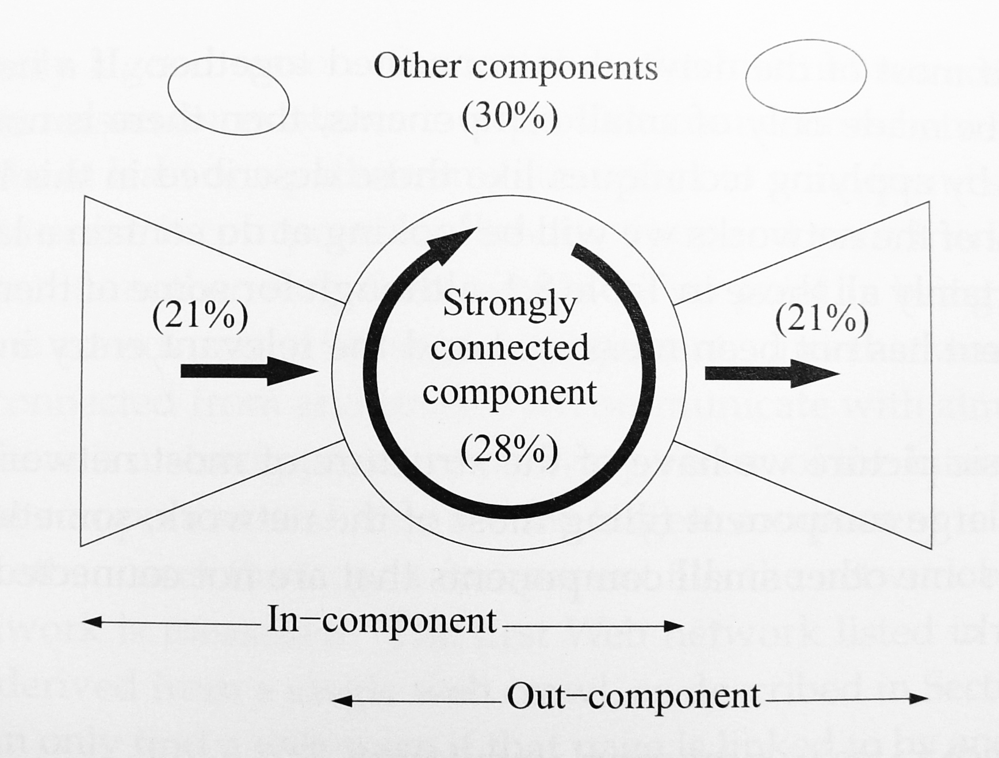 Other components
(30%)
(21%)
Strongly
connected
component
(28%)
(21%)
In−component
Out−component